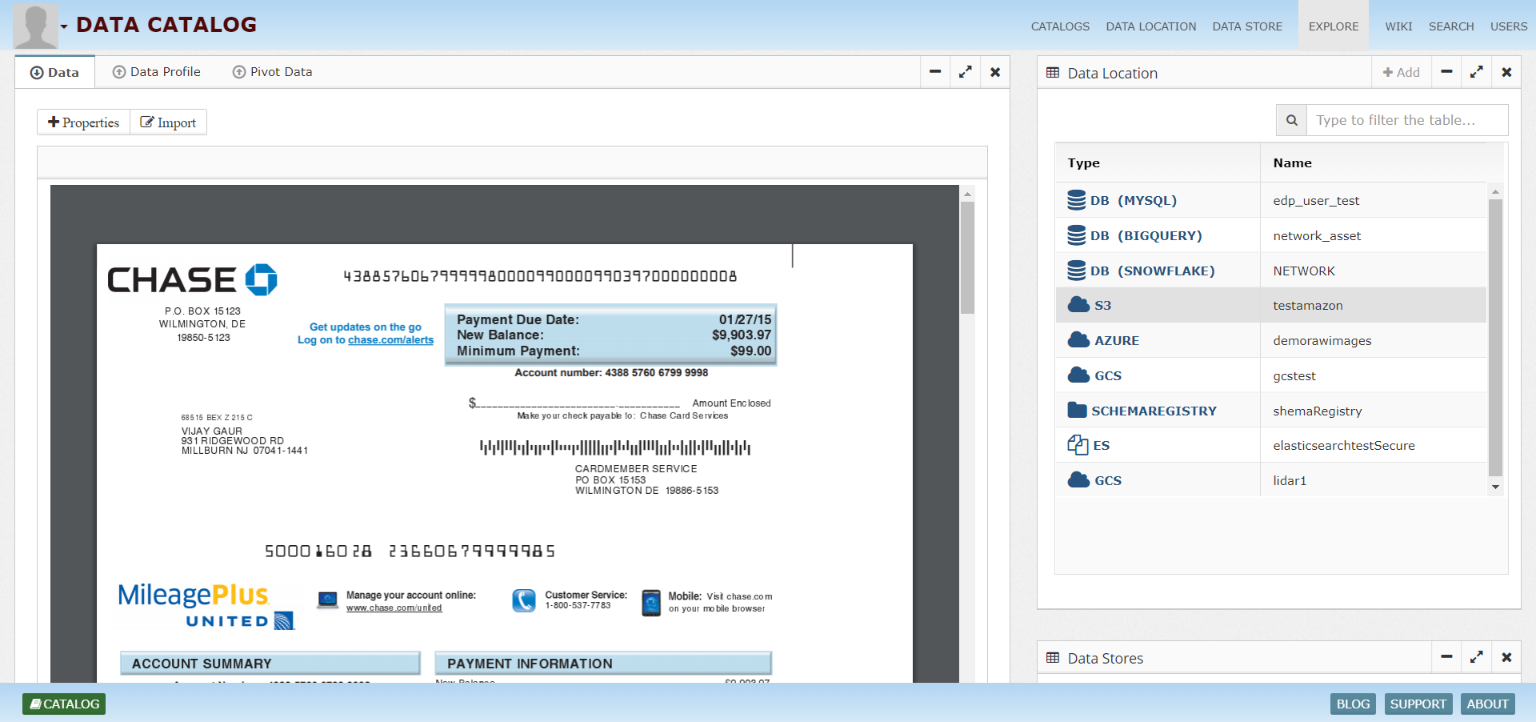 DATA CATALOG
CATALOGS DATA LOCATION DATA STORE EXPLORE WIKI SEARCH USERS
Data Data Profile Pivot Data
Properties Import
CHASE
438857606799999800009900009903970000000008
P.O. BOX 15123
WILMINGTON, DE
19850-5123
Get updates on the go
Log on to chase.com/alerts
Payment Due Date: 01/27/15
New Balance: $9,903.97
Minimum Payment: $99.00
Account number: 4388 5760 6799 9998
$ Amount Enclosed
Make your check payable to: Chase Card Services
68515 BEX Z 215 C
VIJAY GAUR
931 RIDGEWOOD RD
MILLBURN NJ 07041-1441
CARDMEMBER SERVICE
PO BOX 15153
WILMINGTON DE 19886-5153
500016028 23660679999985
MileagePlus
UNITED
Manage your account online:
www.chase.com/united
Customer Service:
1-800-537-7783
Mobile: Visit chase.com
on your mobile browser
ACCOUNT SUMMARY
PAYMENT INFORMATION
New Balance
Data Location
Add
Type to filter the table...
Type Name
DB (MYSQL) edp_user_test
DB (BIGQUERY) network_asset
DB (SNOWFLAKE) NETWORK
S3 testamazon
AZURE demorawimages
GCS gcstest
SCHEMAREGISTRY shemaRegistry
ES elasticsearchtestSecure
GCS lidar1
Data Stores
CATALOG
BLOG SUPPORT ABOUT